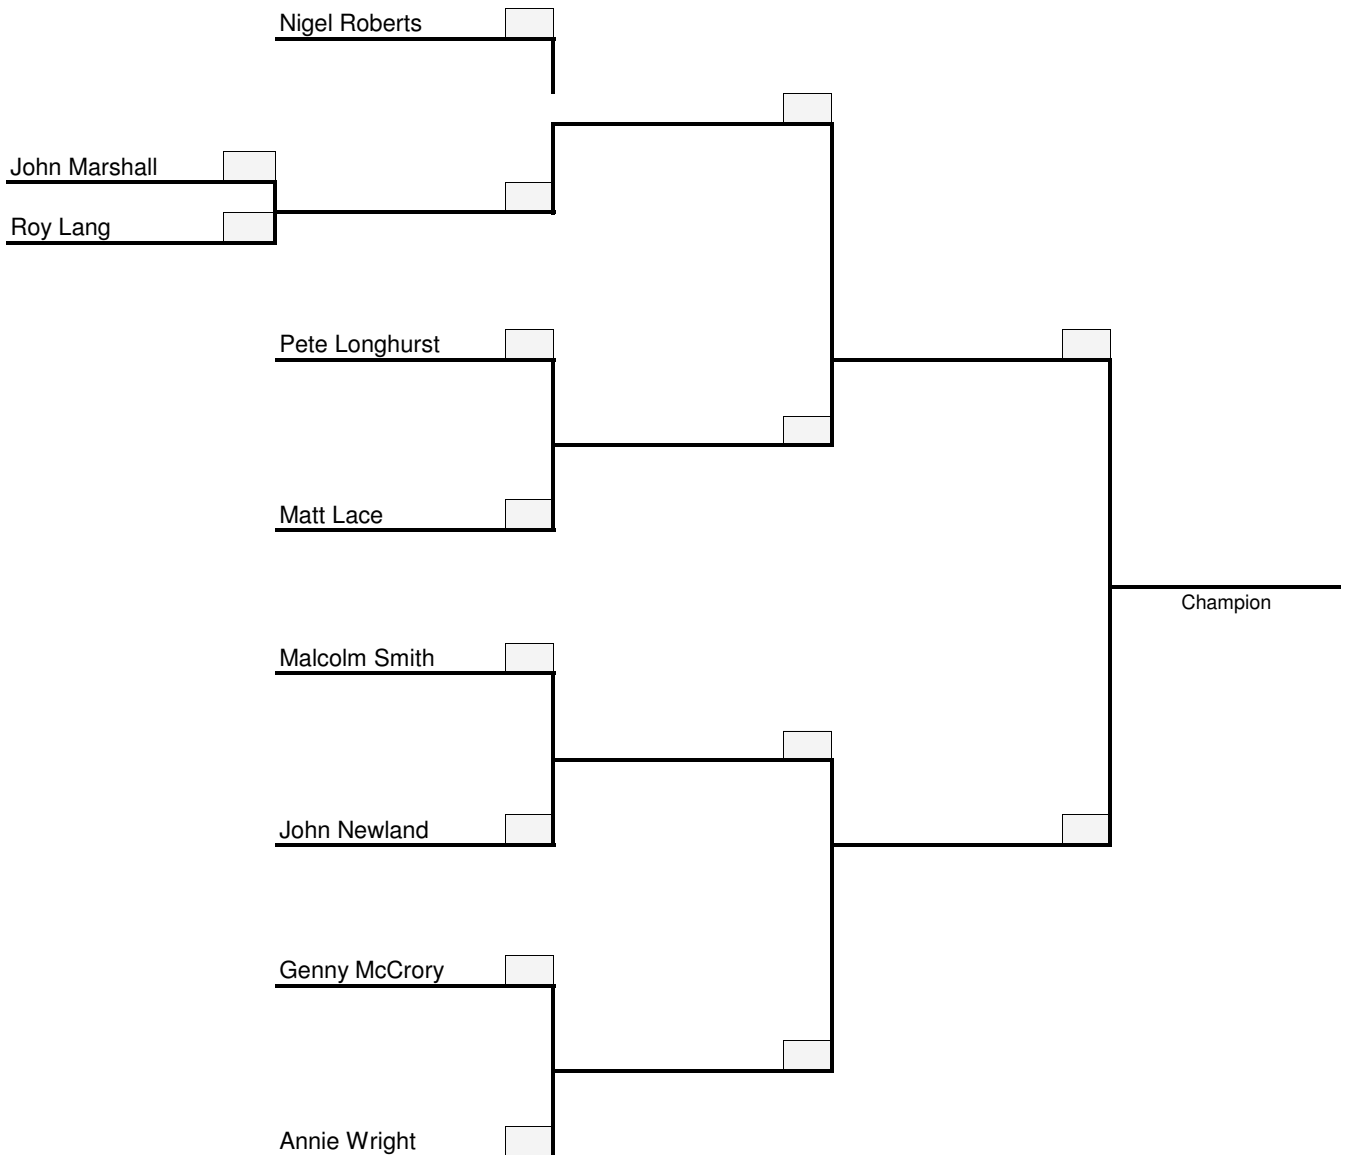 Nigel Roberts
John Marshall
Roy Lang
Pete Longhurst
Matt Lace
Champion
Malcolm Smith
John Newland
Genny McCrory
Annie Wright